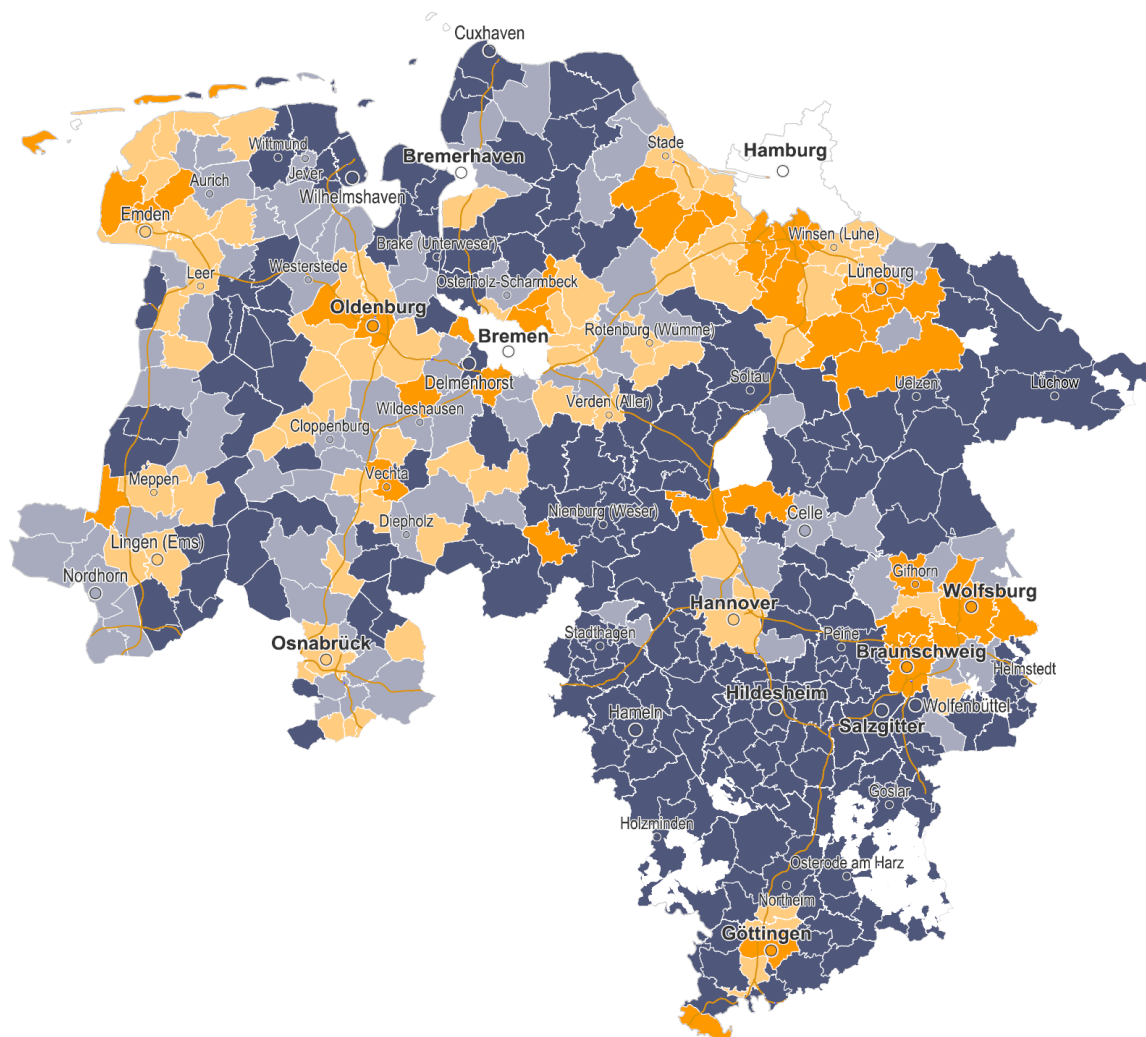 Cuxhaven
Wittmund
Bremerhaven
Stade
Hamburg
Jever
Aurich
Wilhelmshaven
Emden
Winsen (Luhe)
Brake (Unterweser)
Leer
Westerstede
Lüneburg
Osterholz-Scharmbeck
Oldenburg
Rotenburg (Wümme)
Bremen
Delmenhorst
Soltau
Uelzen
Lüchow
Wildeshausen
Verden (Aller)
Cloppenburg
Vechta
Meppen
Nienburg (Weser)
Celle
Diepholz
Lingen (Ems)
Gifhorn
Nordhorn
Wolfsburg
Hannover
Stadthagen
Peine
Osnabrück
Braunschweig
Helmstedt
Hildesheim
Wolfenbüttel
Hameln
Salzgitter
Goslar
Holzminden
Osterode am Harz
Northeim
Göttingen